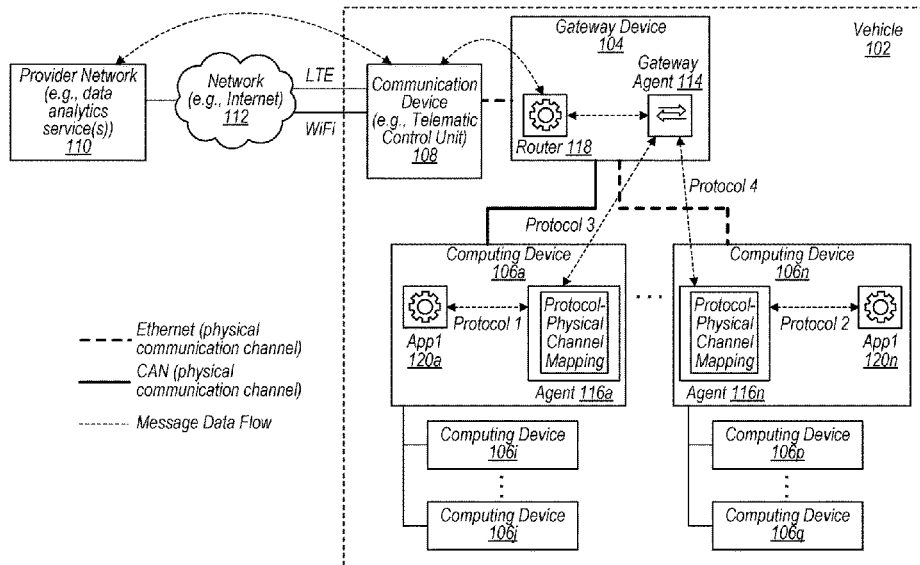 Vehicle
102
Gateway Device
104
Gateway
Agent 114
Router 118
Provider Network
(e.g., data
analytics
service(s))
110
Network
(e.g., Internet)
112
LTE
WiFi
Communication
Device
(e.g., Telematic
Control Unit)
108
Protocol 3
Protocol 4
Computing Device
106a
App1
120a
Protocol 1
Protocol-
Physical
Channel
Mapping
Agent 116a
Computing Device
106n
Protocol-
Physical
Channel
Mapping
Agent 116n
Protocol 2
App1
120n
Ethernet (physical
communication channel)
CAN (physical
communication channel)
Message Data Flow
Computing Device
106i
Computing Device
106j
Computing Device
106p
Computing Device
106q